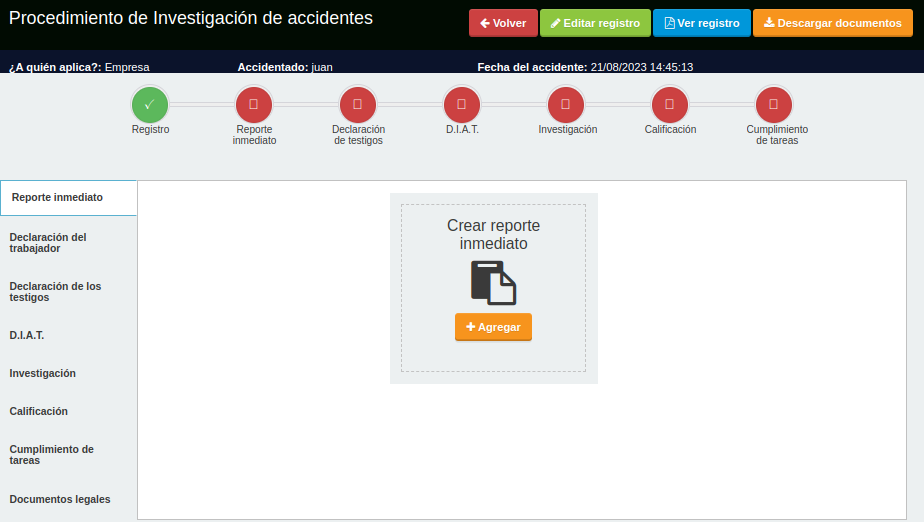 Procedimiento de Investigación de accidentes
Volver
Editar registro
Ver registro
Descargar documentos
¿A quién aplica?: Empresa
Accidentado: juan
Fecha del accidente: 21/08/2023 14:45:13
Registro
Reporte
inmediato
Declaración
de testigos
D.I.A.T.
Investigación
Calificación
Cumplimiento
de tareas
Reporte inmediato
Declaración del
trabajador
Declaración de los
testigos
D.I.A.T.
Investigación
Calificación
Cumplimiento de
tareas
Documentos legales
Crear reporte
inmediato
Agregar